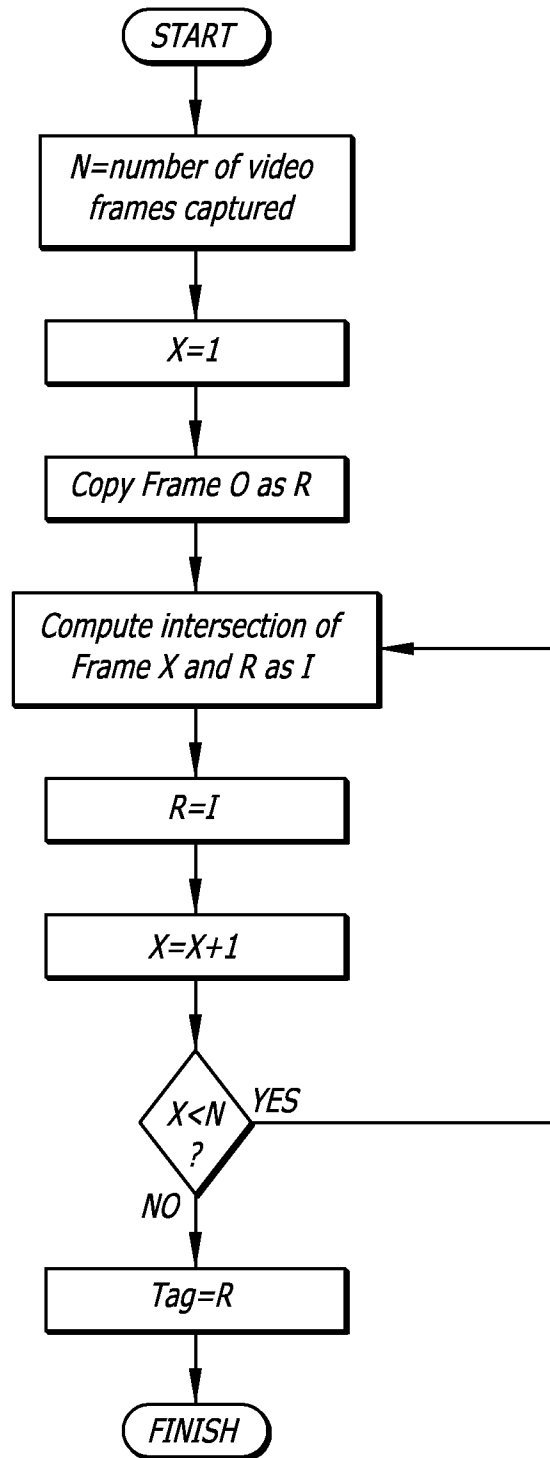 START
N=number of video
frames captured
X=1
Copy Frame O as R
Compute intersection of
Frame X and R as I
R=I
X=X+1
X<N
?
YES
NO
Tag=R
FINISH